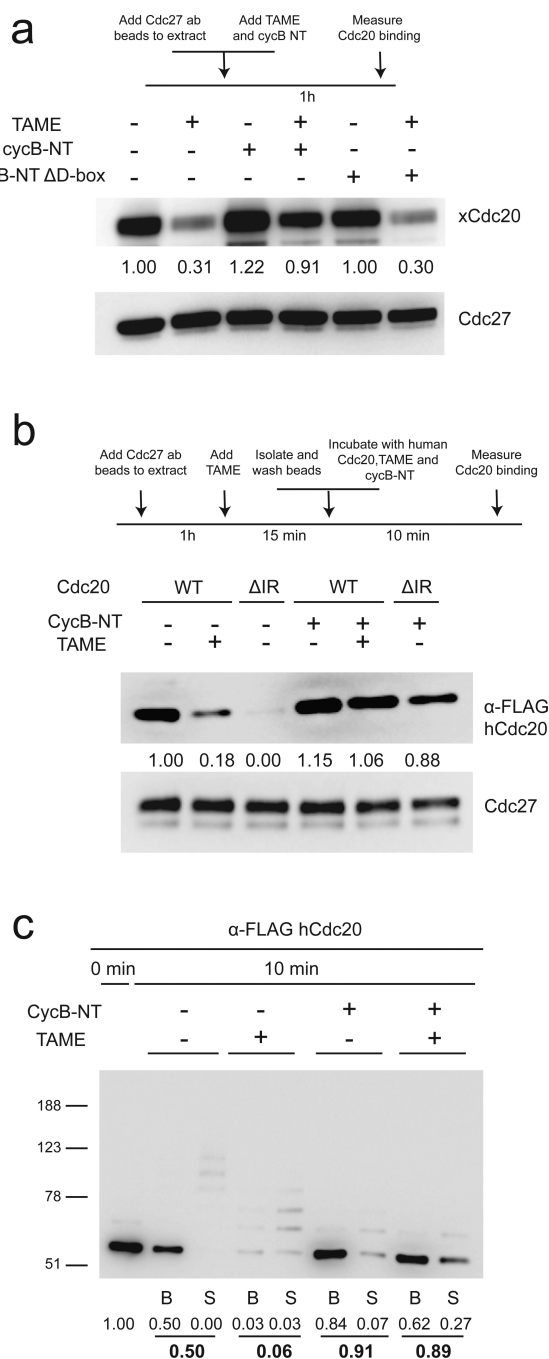 a
Add Cdc27 ab Add TAME Measure
beads to extract and cycB NT Cdc20 binding
1h
TAME - + - + - +
cycB-NT - - + + - -
B-NT ΔD-box - - - - + +
xCdc20
1.00 0.31 1.22 0.91 1.00 0.30
Cdc27
b
Incubate with human
Add Cdc27 ab Add Isolate and Cdc20,TAME and Measure
beads to extract TAME wash beads cycB-NT Cdc20 binding
1h 15 min 10 min
Cdc20 WT ΔIR WT ΔIR
CycB-NT - - - + + +
TAME - + - - + -
α-FLAG
hCdc20
1.00 0.18 0.00 1.15 1.06 0.88
Cdc27
c
α-FLAG hCdc20
0 min 10 min
CycB-NT - - + +
TAME - + - +
188
123
78
51
B S B S B S B S
1.00 0.50 0.00 0.03 0.03 0.84 0.07 0.62 0.27
0.50 0.06 0.91 0.89